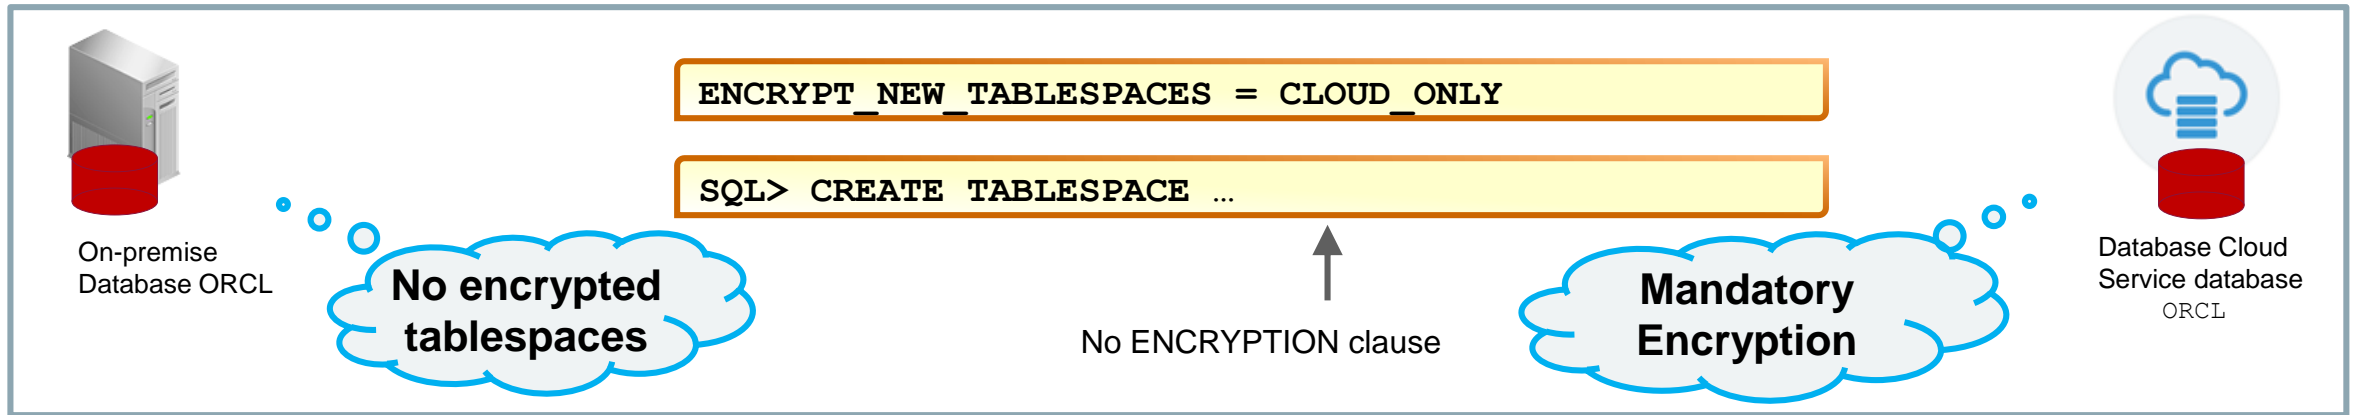 ENCRYPT_NEW_TABLESPACES = CLOUD_ONLY
SQL> CREATE TABLESPACE …
On-premise
Database ORCL
No encrypted
tablespaces
No ENCRYPTION clause
Mandatory
Encryption
Database Cloud
Service database
ORCL